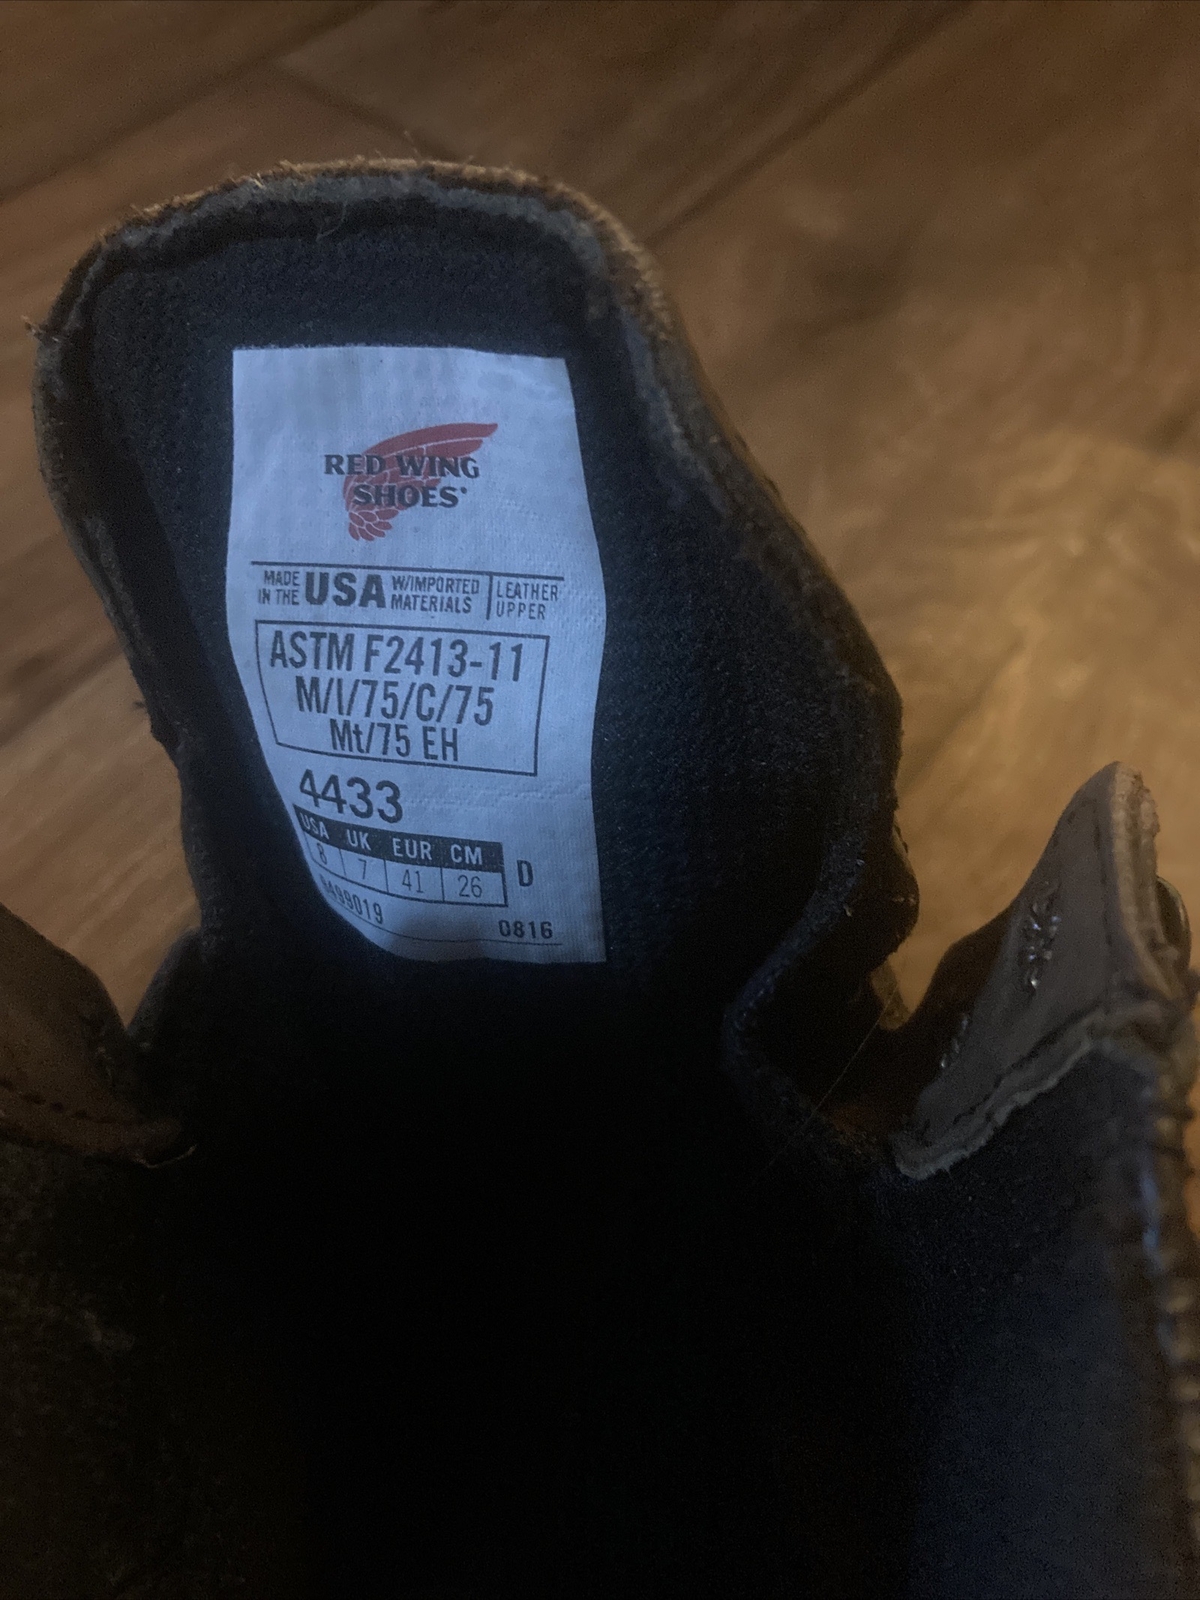 RED WING
SHOES
MADE IN THE USA W/IMPORTED MATERIALS LEATHER UPPER
ASTM F2413-11
M/I/75/C/75
Mt/75 EH
4433
USA UK EUR CM
8 7 41 26 D
0816